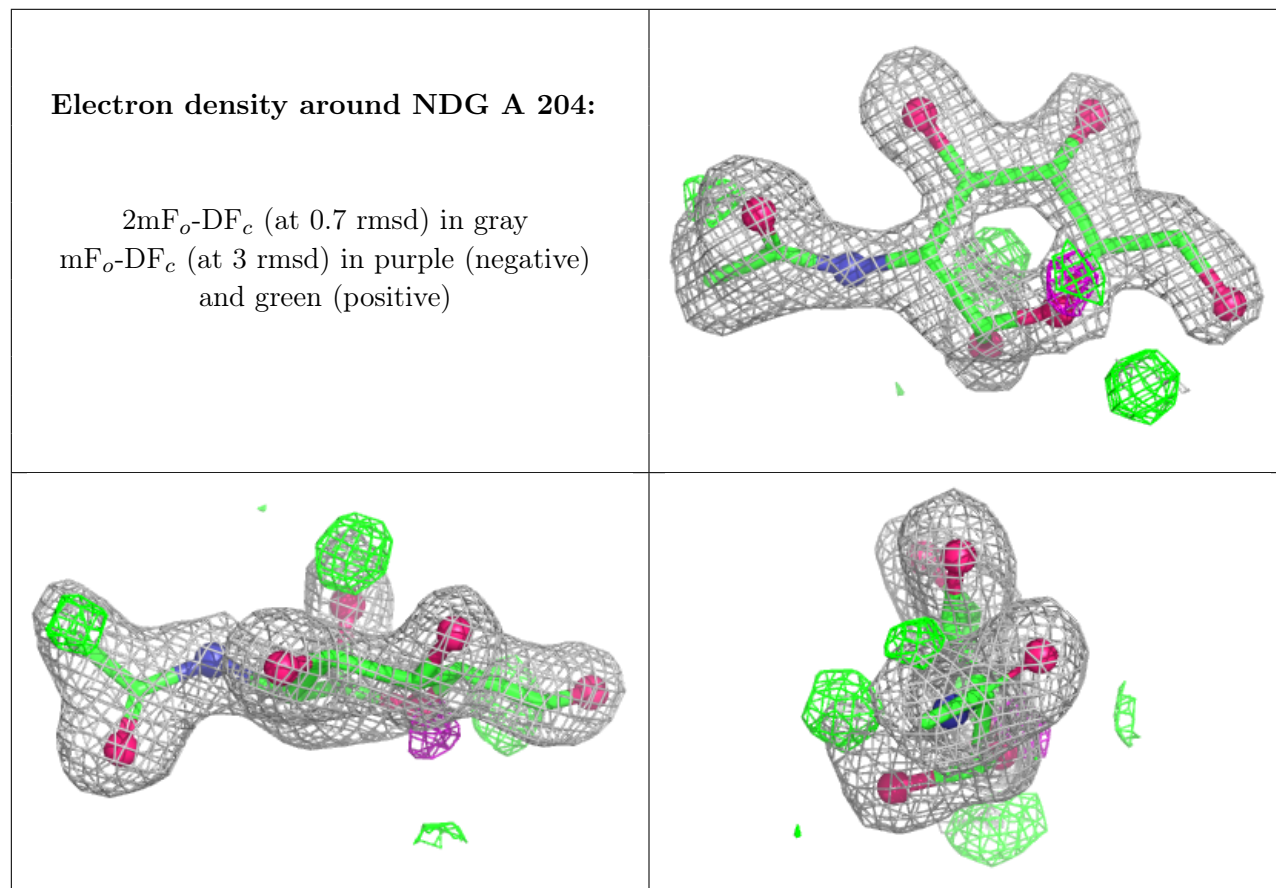 Electron density around NDG A 204:
2mFₒ-DF𝒸 (at 0.7 rmsd) in gray
mFₒ-DF𝒸 (at 3 rmsd) in purple (negative)
and green (positive)